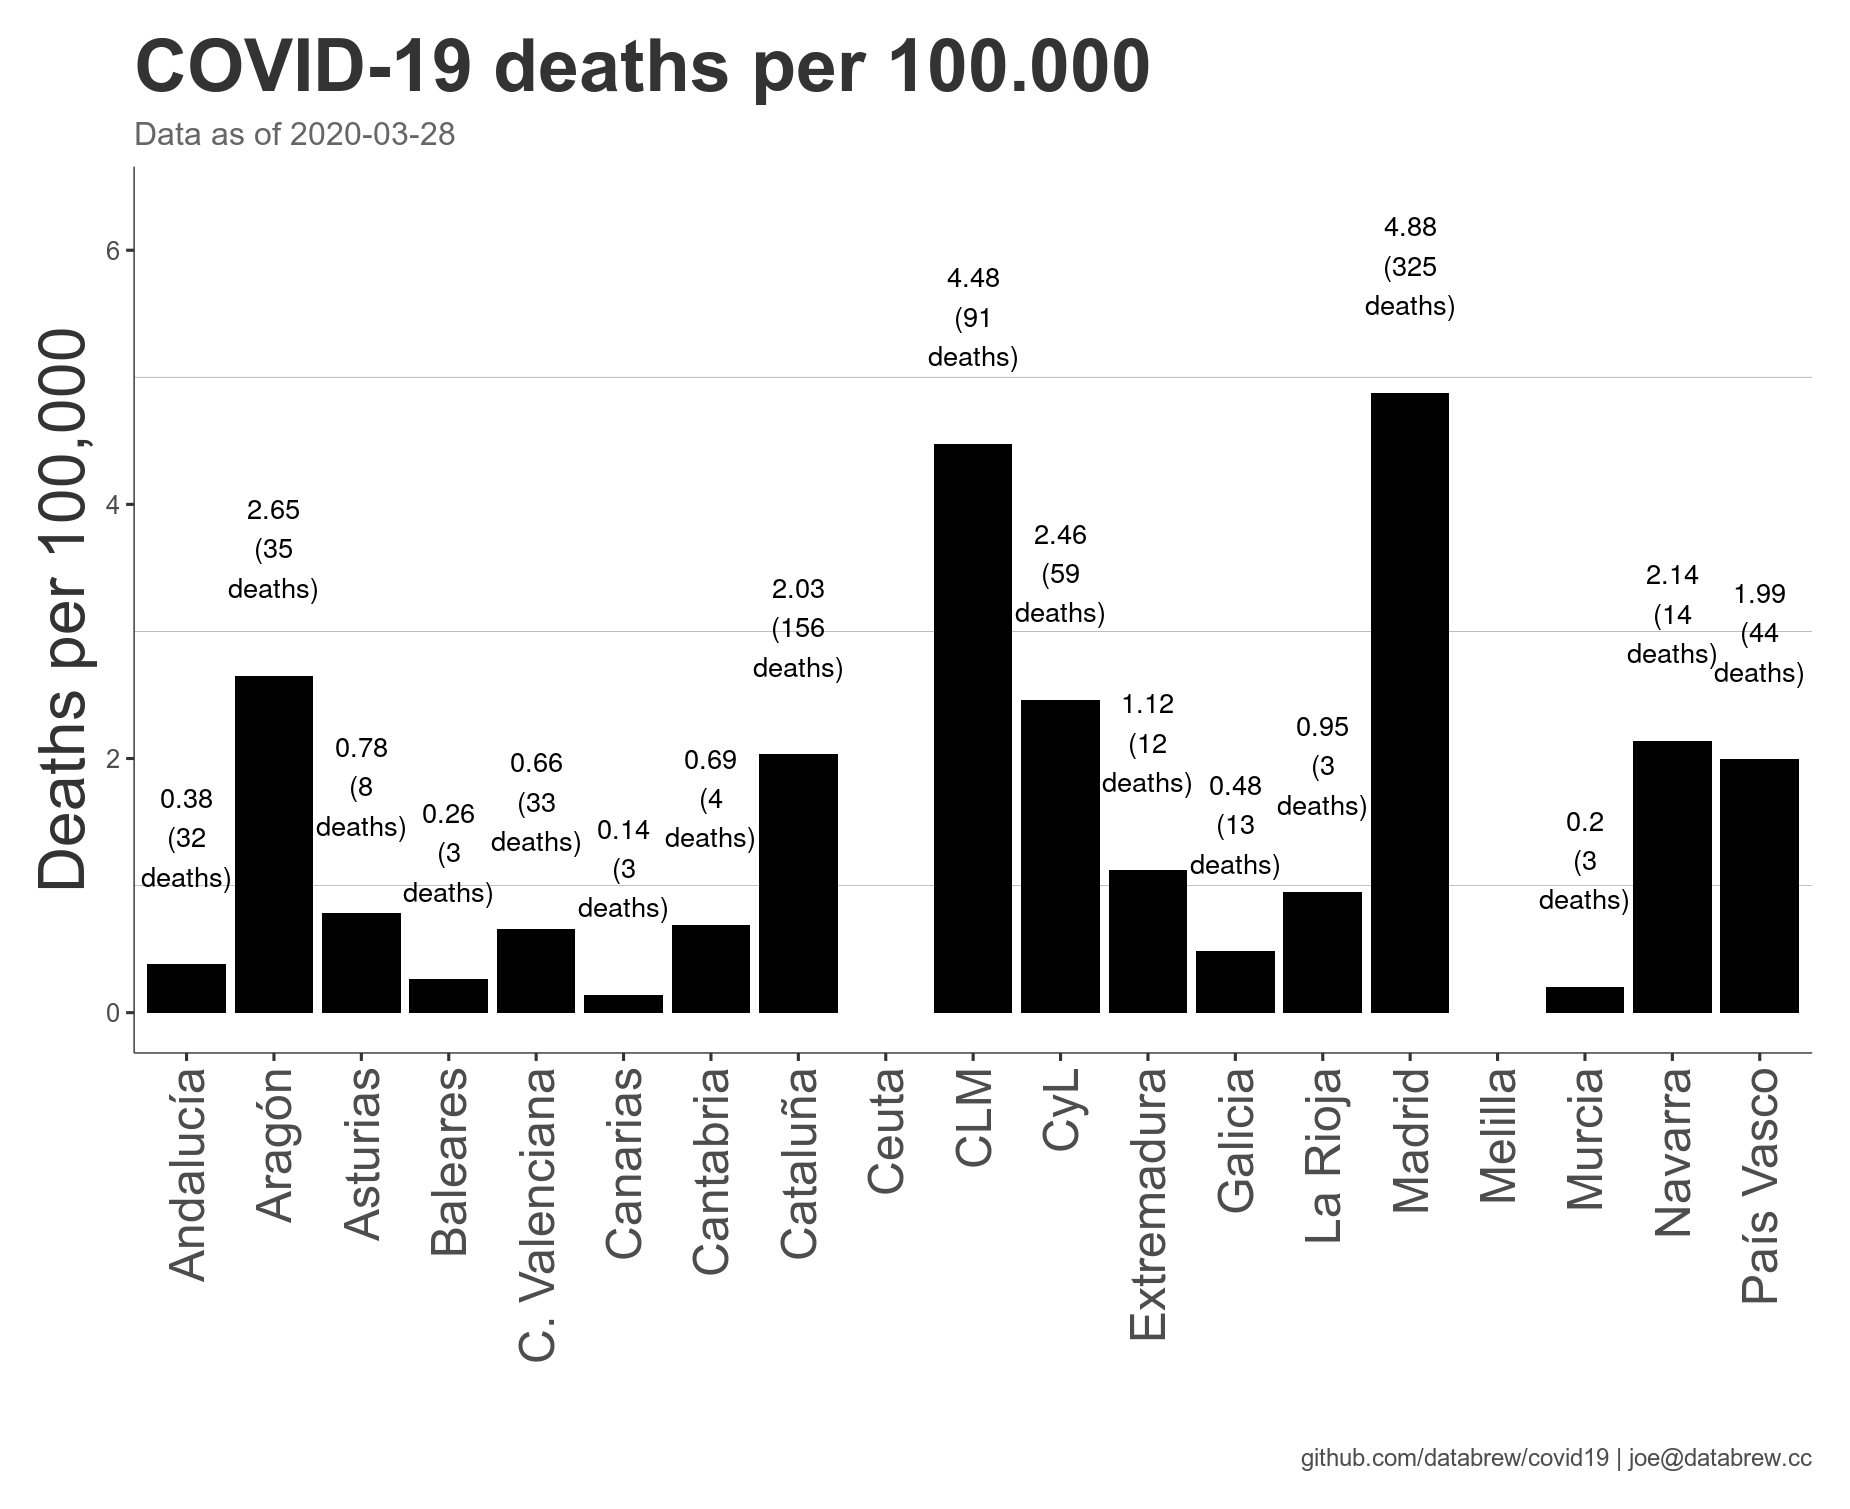 COVID-19 deaths per 100.000
Data as of 2020-03-28
Deaths per 100,000
6
4
2
0
0.38
(32
deaths)
2.65
(35
deaths)
0.78
(8
deaths)
0.26
(3
deaths)
0.66
(33
deaths)
0.14
(3
deaths)
0.69
(4
deaths)
2.03
(156
deaths)
4.48
(91
deaths)
2.46
(59
deaths)
1.12
(12
deaths)
0.48
(13
deaths)
0.95
(3
deaths)
4.88
(325
deaths)
0.2
(3
deaths)
2.14
(14
deaths)
1.99
(44
deaths)
Andalucía
Aragón
Asturias
Baleares
C. Valenciana
Canarias
Cantabria
Cataluña
Ceuta
CLM
CyL
Extremadura
Galicia
La Rioja
Madrid
Melilla
Murcia
Navarra
País Vasco
github.com/databrew/covid19 | joe@databrew.cc